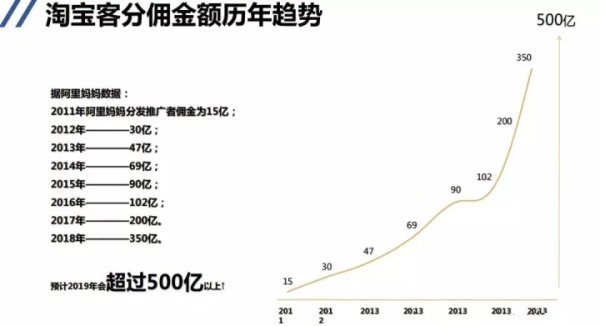 淘宝客分佣金额历年趋势
500亿
据阿里妈妈数据：
2011年阿里妈妈分发推广者佣金为15亿；
2012年————30亿；
2013年————47亿；
2014年————69亿；
2015年————90亿；
2016年————102亿；
2017年————200亿。
2018年————350亿。
预计2019年会超过500亿以上！
350
200
102
90
69
47
30
15
2011
2012
2013
2013
2013